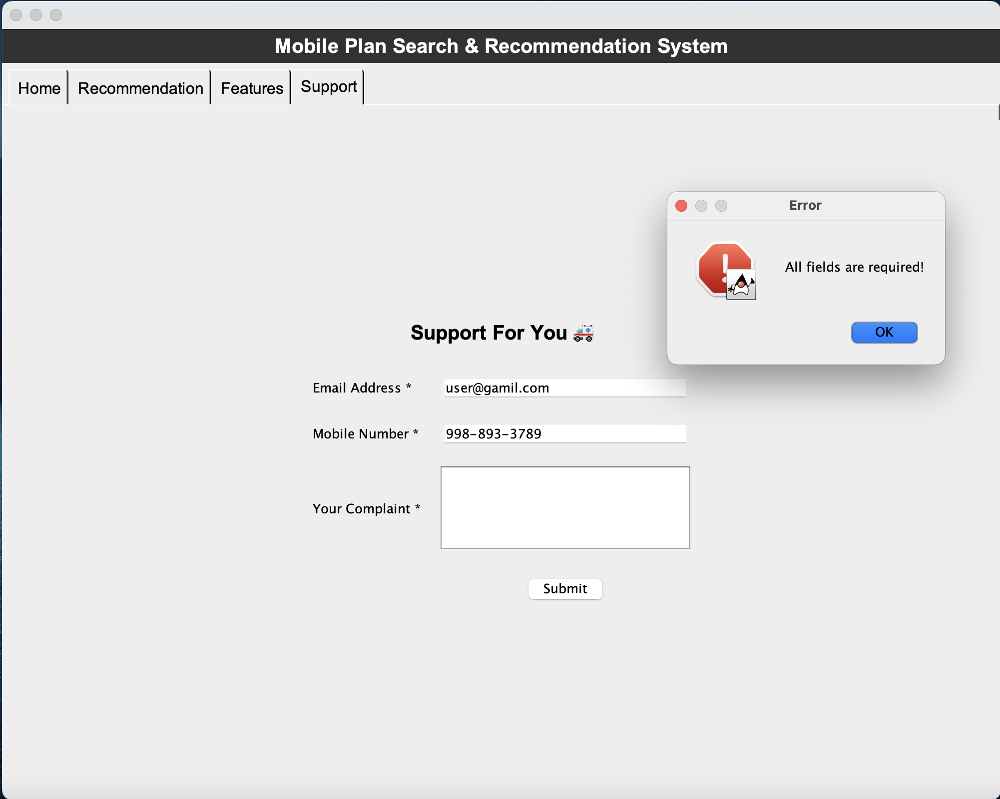 Mobile Plan Search & Recommendation System
Home Recommendation Features Support
Error
All fields are required!
OK
Support For You 🚑
Email Address * user@gamil.com
Mobile Number * 998-893-3789
Your Complaint *
Submit